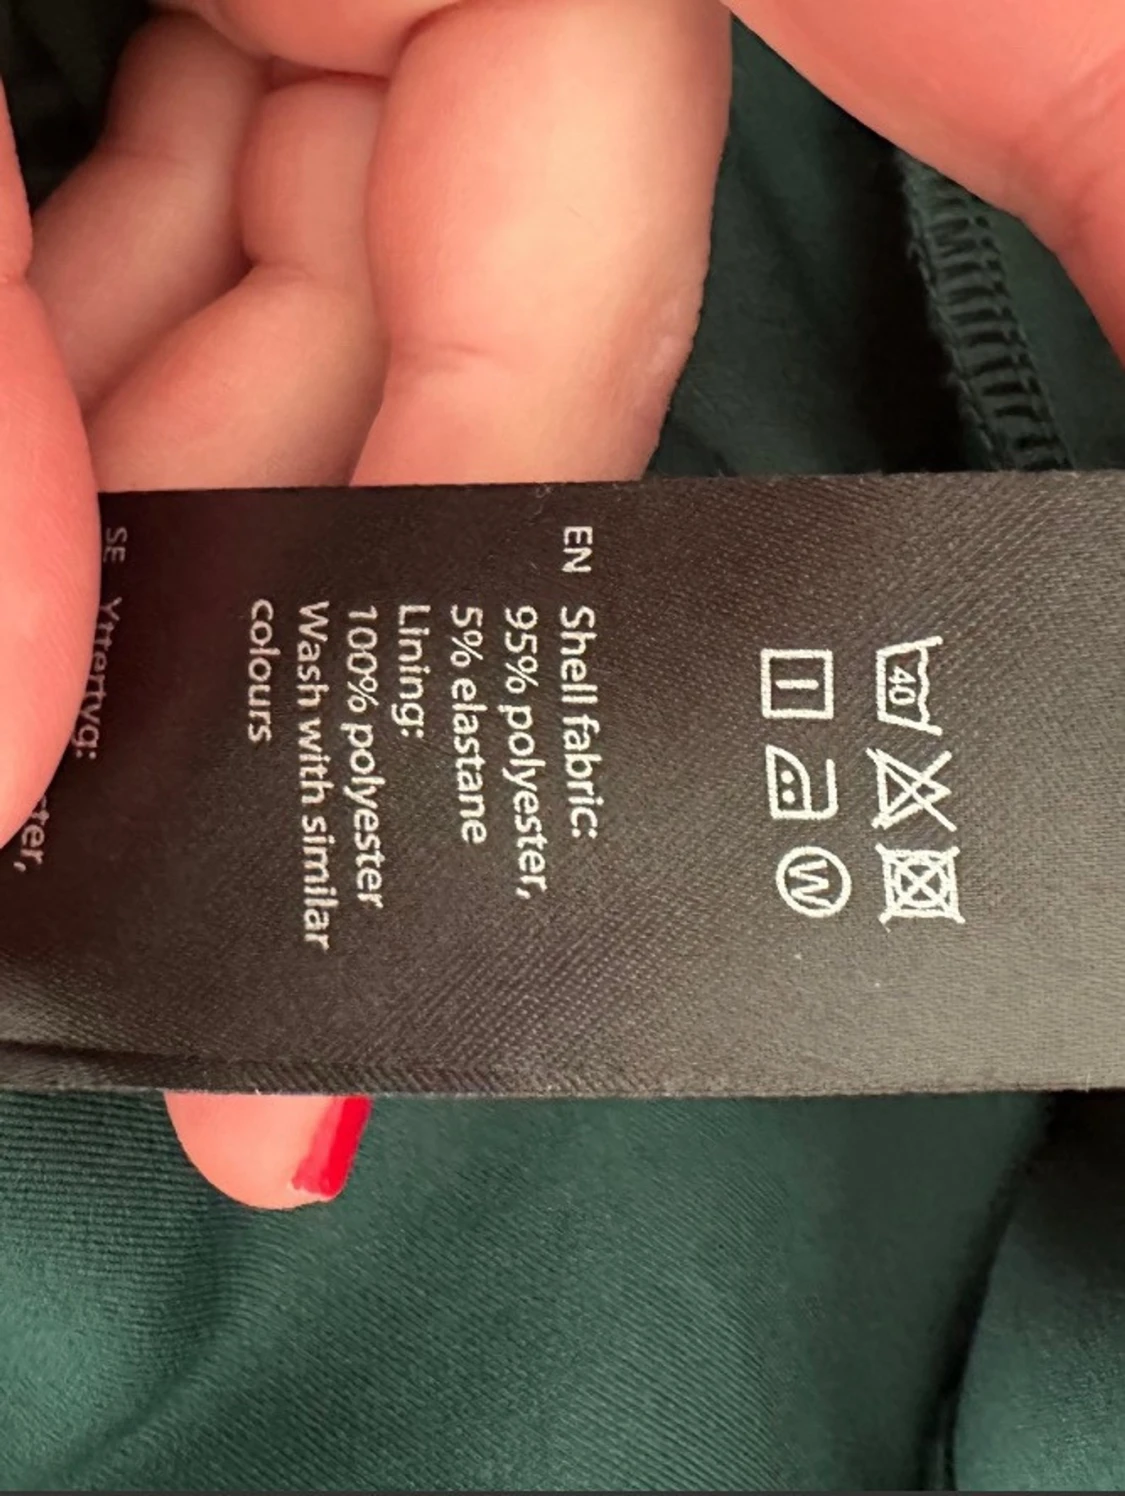 40
W
EN Shell fabric:
95% polyester,
5% elastane
Lining:
100% polyester
Wash with similar
colours
SE Yttertyg: